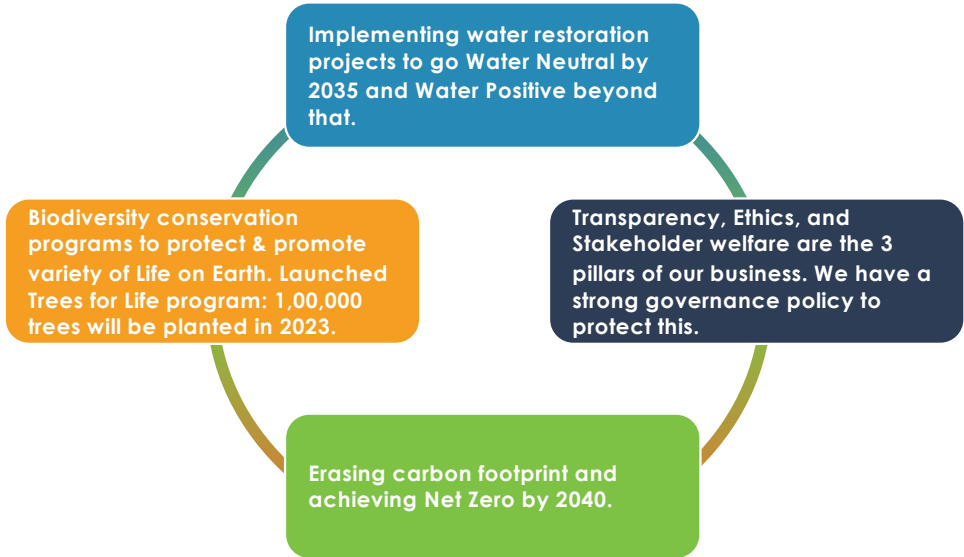 Implementing water restoration
projects to go Water Neutral by
2035 and Water Positive beyond
that.
Biodiversity conservation
programs to protect & promote
variety of Life on Earth. Launched
Trees for Life program: 1,00,000
trees will be planted in 2023.
Transparency, Ethics, and
Stakeholder welfare are the 3
pillars of our business. We have a
strong governance policy to
protect this.
Erasing carbon footprint and
achieving Net Zero by 2040.